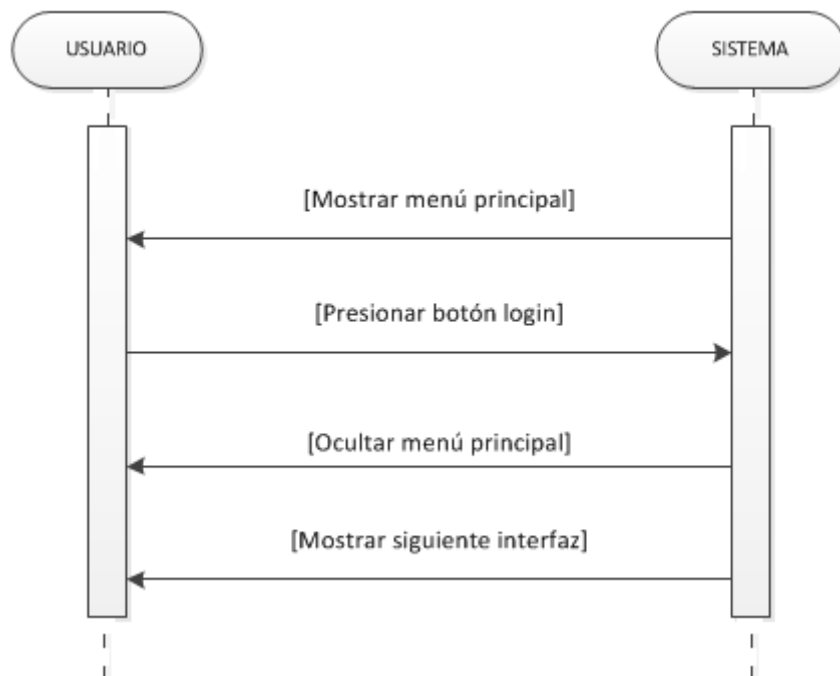 USUARIO
SISTEMA
[Mostrar menú principal]
[Presionar botón login]
[Ocultar menú principal]
[Mostrar siguiente interfaz]